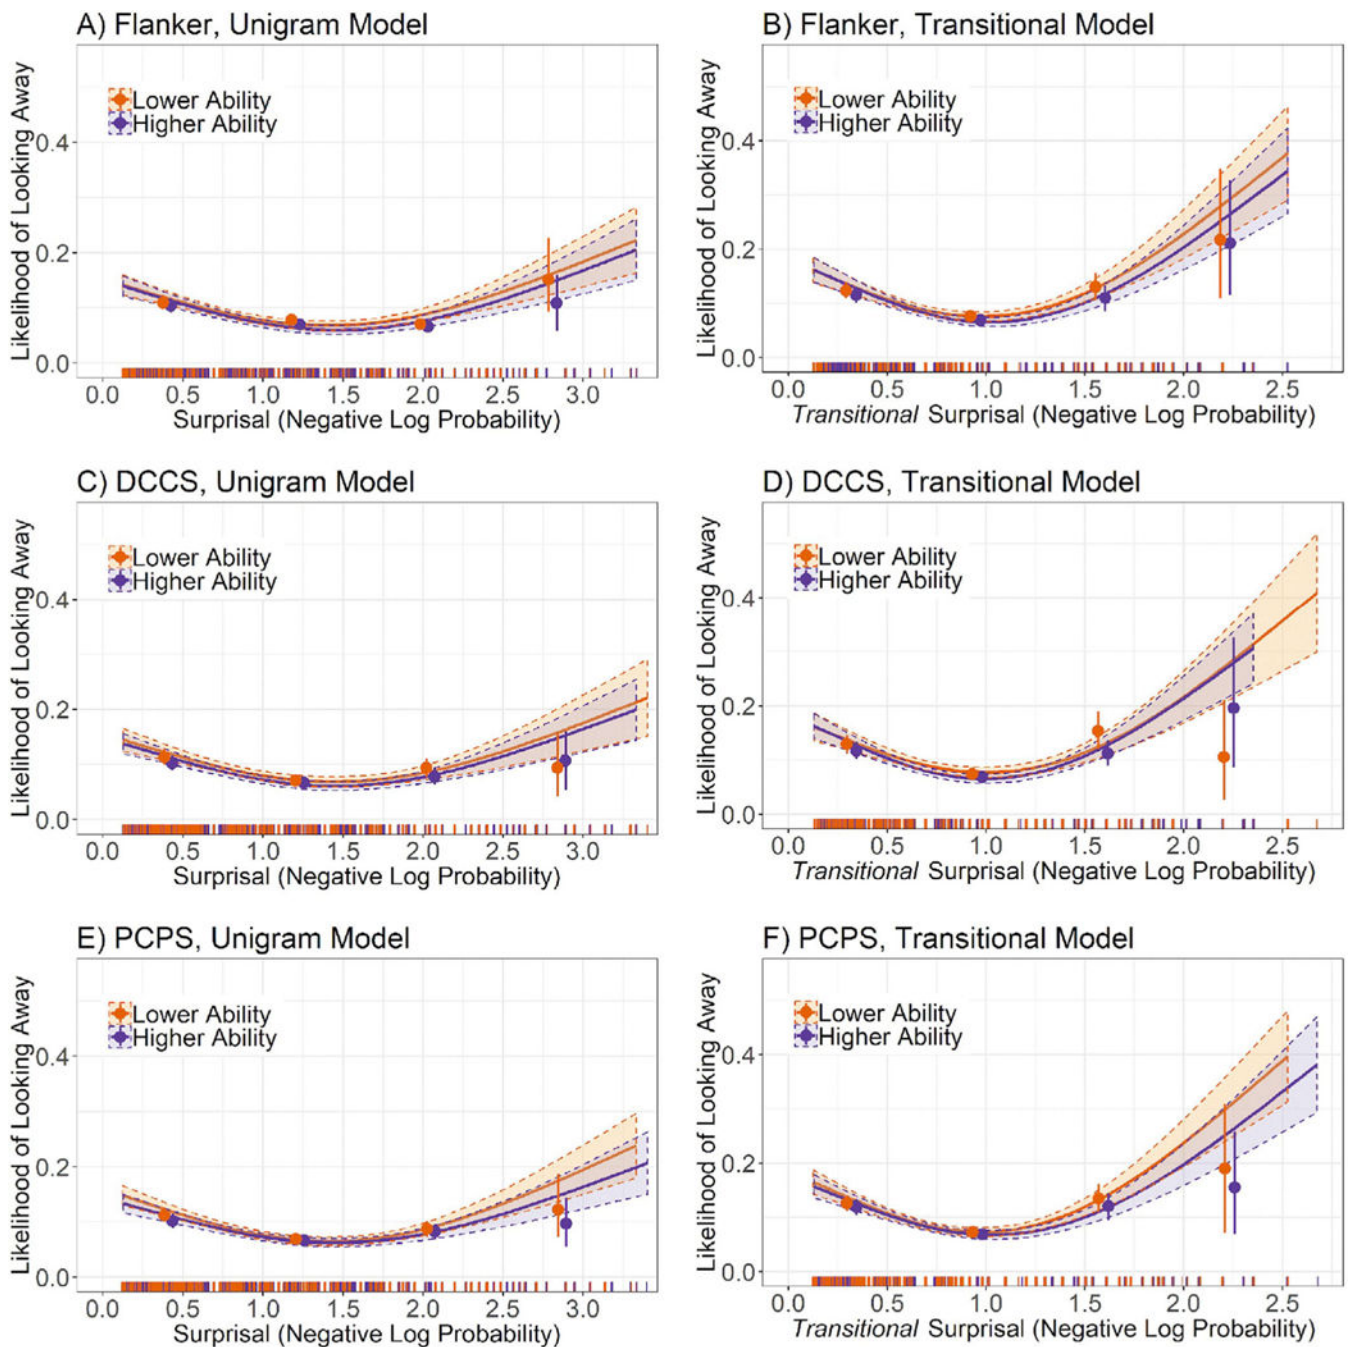 A) Flanker, Unigram Model
Likelihood of Looking Away
Lower Ability
Higher Ability
0.4
0.2
0.0
0.0 0.5 1.0 1.5 2.0 2.5 3.0
Surprisal (Negative Log Probability)
B) Flanker, Transitional Model
Likelihood of Looking Away
Lower Ability
Higher Ability
0.4
0.2
0.0
0.0 0.5 1.0 1.5 2.0 2.5
Transitional Surprisal (Negative Log Probability)
C) DCCS, Unigram Model
Likelihood of Looking Away
Lower Ability
Higher Ability
0.4
0.2
0.0
0.0 0.5 1.0 1.5 2.0 2.5 3.0
Surprisal (Negative Log Probability)
D) DCCS, Transitional Model
Likelihood of Looking Away
Lower Ability
Higher Ability
0.4
0.2
0.0
0.0 0.5 1.0 1.5 2.0 2.5
Transitional Surprisal (Negative Log Probability)
E) PCPS, Unigram Model
Likelihood of Looking Away
Lower Ability
Higher Ability
0.4
0.2
0.0
0.0 0.5 1.0 1.5 2.0 2.5 3.0
Surprisal (Negative Log Probability)
F) PCPS, Transitional Model
Likelihood of Looking Away
Lower Ability
Higher Ability
0.4
0.2
0.0
0.0 0.5 1.0 1.5 2.0 2.5
Transitional Surprisal (Negative Log Probability)